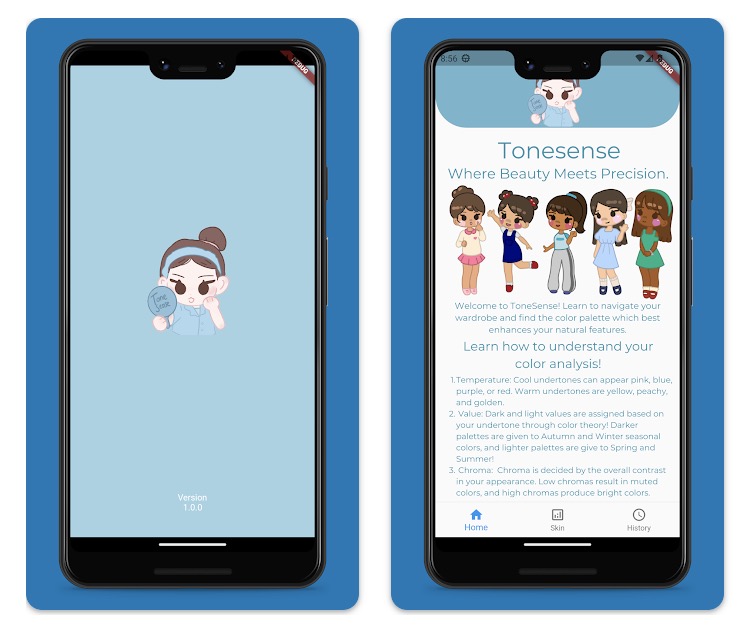 DEBUG
Tone
Sense
Version
1.0.0
8:56
DEBUG
Tone
Sense
Tonesense
Where Beauty Meets Precision.
Welcome to ToneSense! Learn to navigate your
wardrobe and find the color palette which best
enhances your natural features.
Learn how to understand your
color analysis!
1. Temperature: Cool undertones can appear pink, blue,
purple, or red. Warm undertones are yellow, peachy,
and golden.
2. Value: Dark and light values are assigned based on
your undertone through color theory! Darker
palettes are given to Autumn and Winter seasonal
colors, and lighter palettes are give to Spring and
Summer!
3. Chroma: Chroma is decided by the overall contrast
in your appearance. Low chromas result in muted
colors, and high chromas produce bright colors.
Home
Skin
History